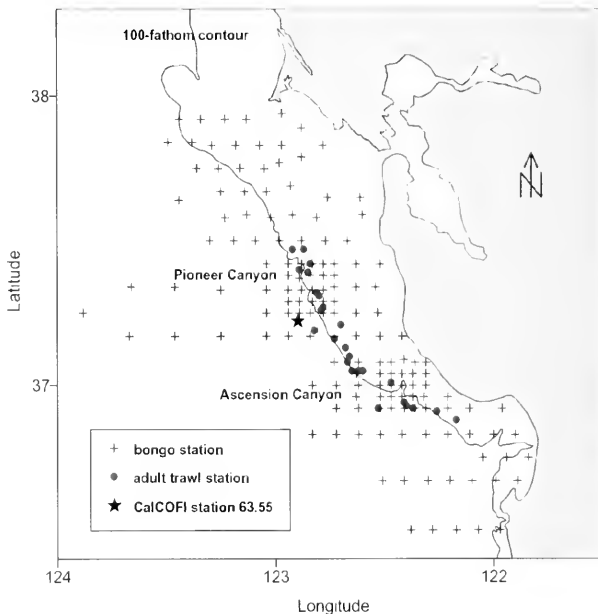 100-fathom contour
38
N
Pioneer Canyon
Latitude
37
Ascension Canyon
bongo station
adult trawl station
CalCOFI station 63.55
124
123
122
Longitude